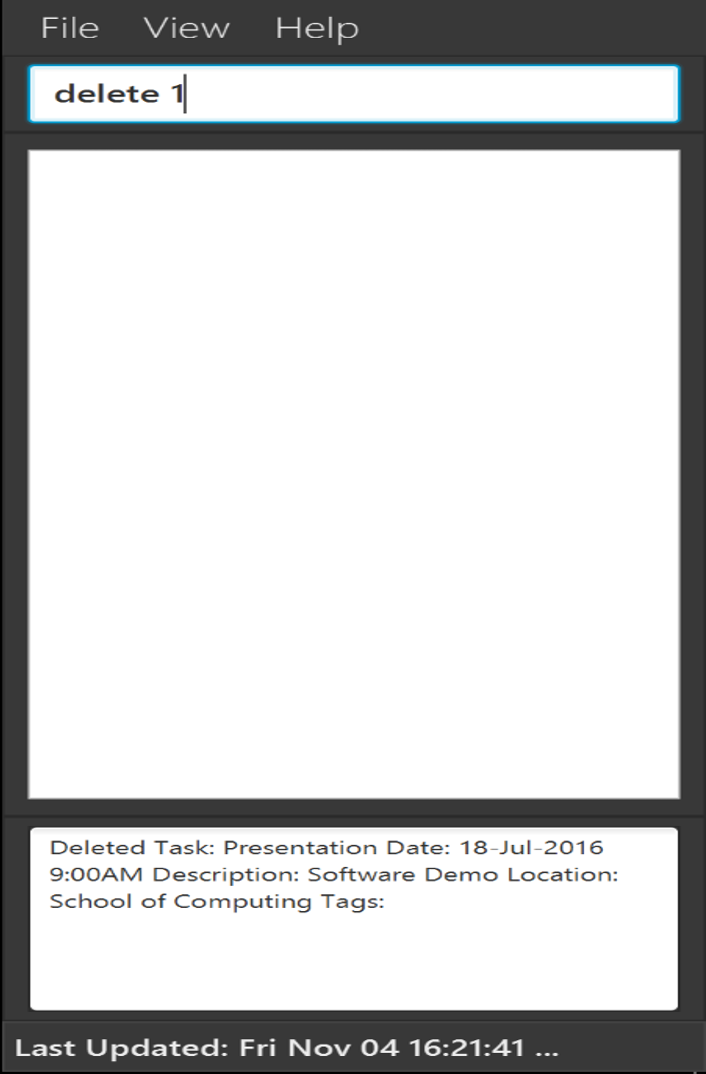 File View Help
delete 1
Deleted Task: Presentation Date: 18-Jul-2016
9:00AM Description: Software Demo Location:
School of Computing Tags:
Last Updated: Fri Nov 04 16:21:41 ...